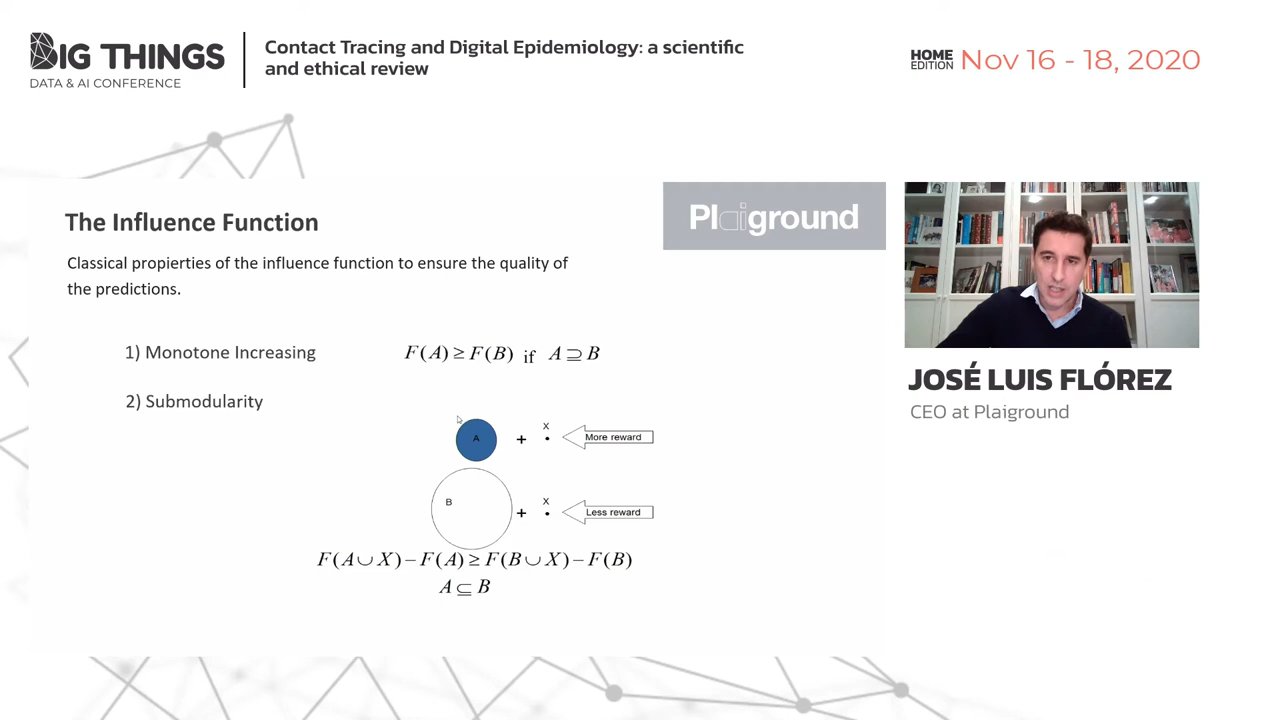 BIG THINGS
DATA & AI CONFERENCE
Contact Tracing and Digital Epidemiology: a scientific
and ethical review
HOME
EDITION
Nov 16 - 18, 2020
The Influence Function
Plaiground
Classical propierties of the influence function to ensure the quality of
the predictions.
1) Monotone Increasing
F(A) ≥ F(B) if A ⊇ B
2) Submodularity
A + X More reward
B + X Less reward
F(A ∪ X) − F(A) ≥ F(B ∪ X) − F(B)
A ⊆ B
JOSÉ LUIS FLÓREZ
CEO at Plaiground